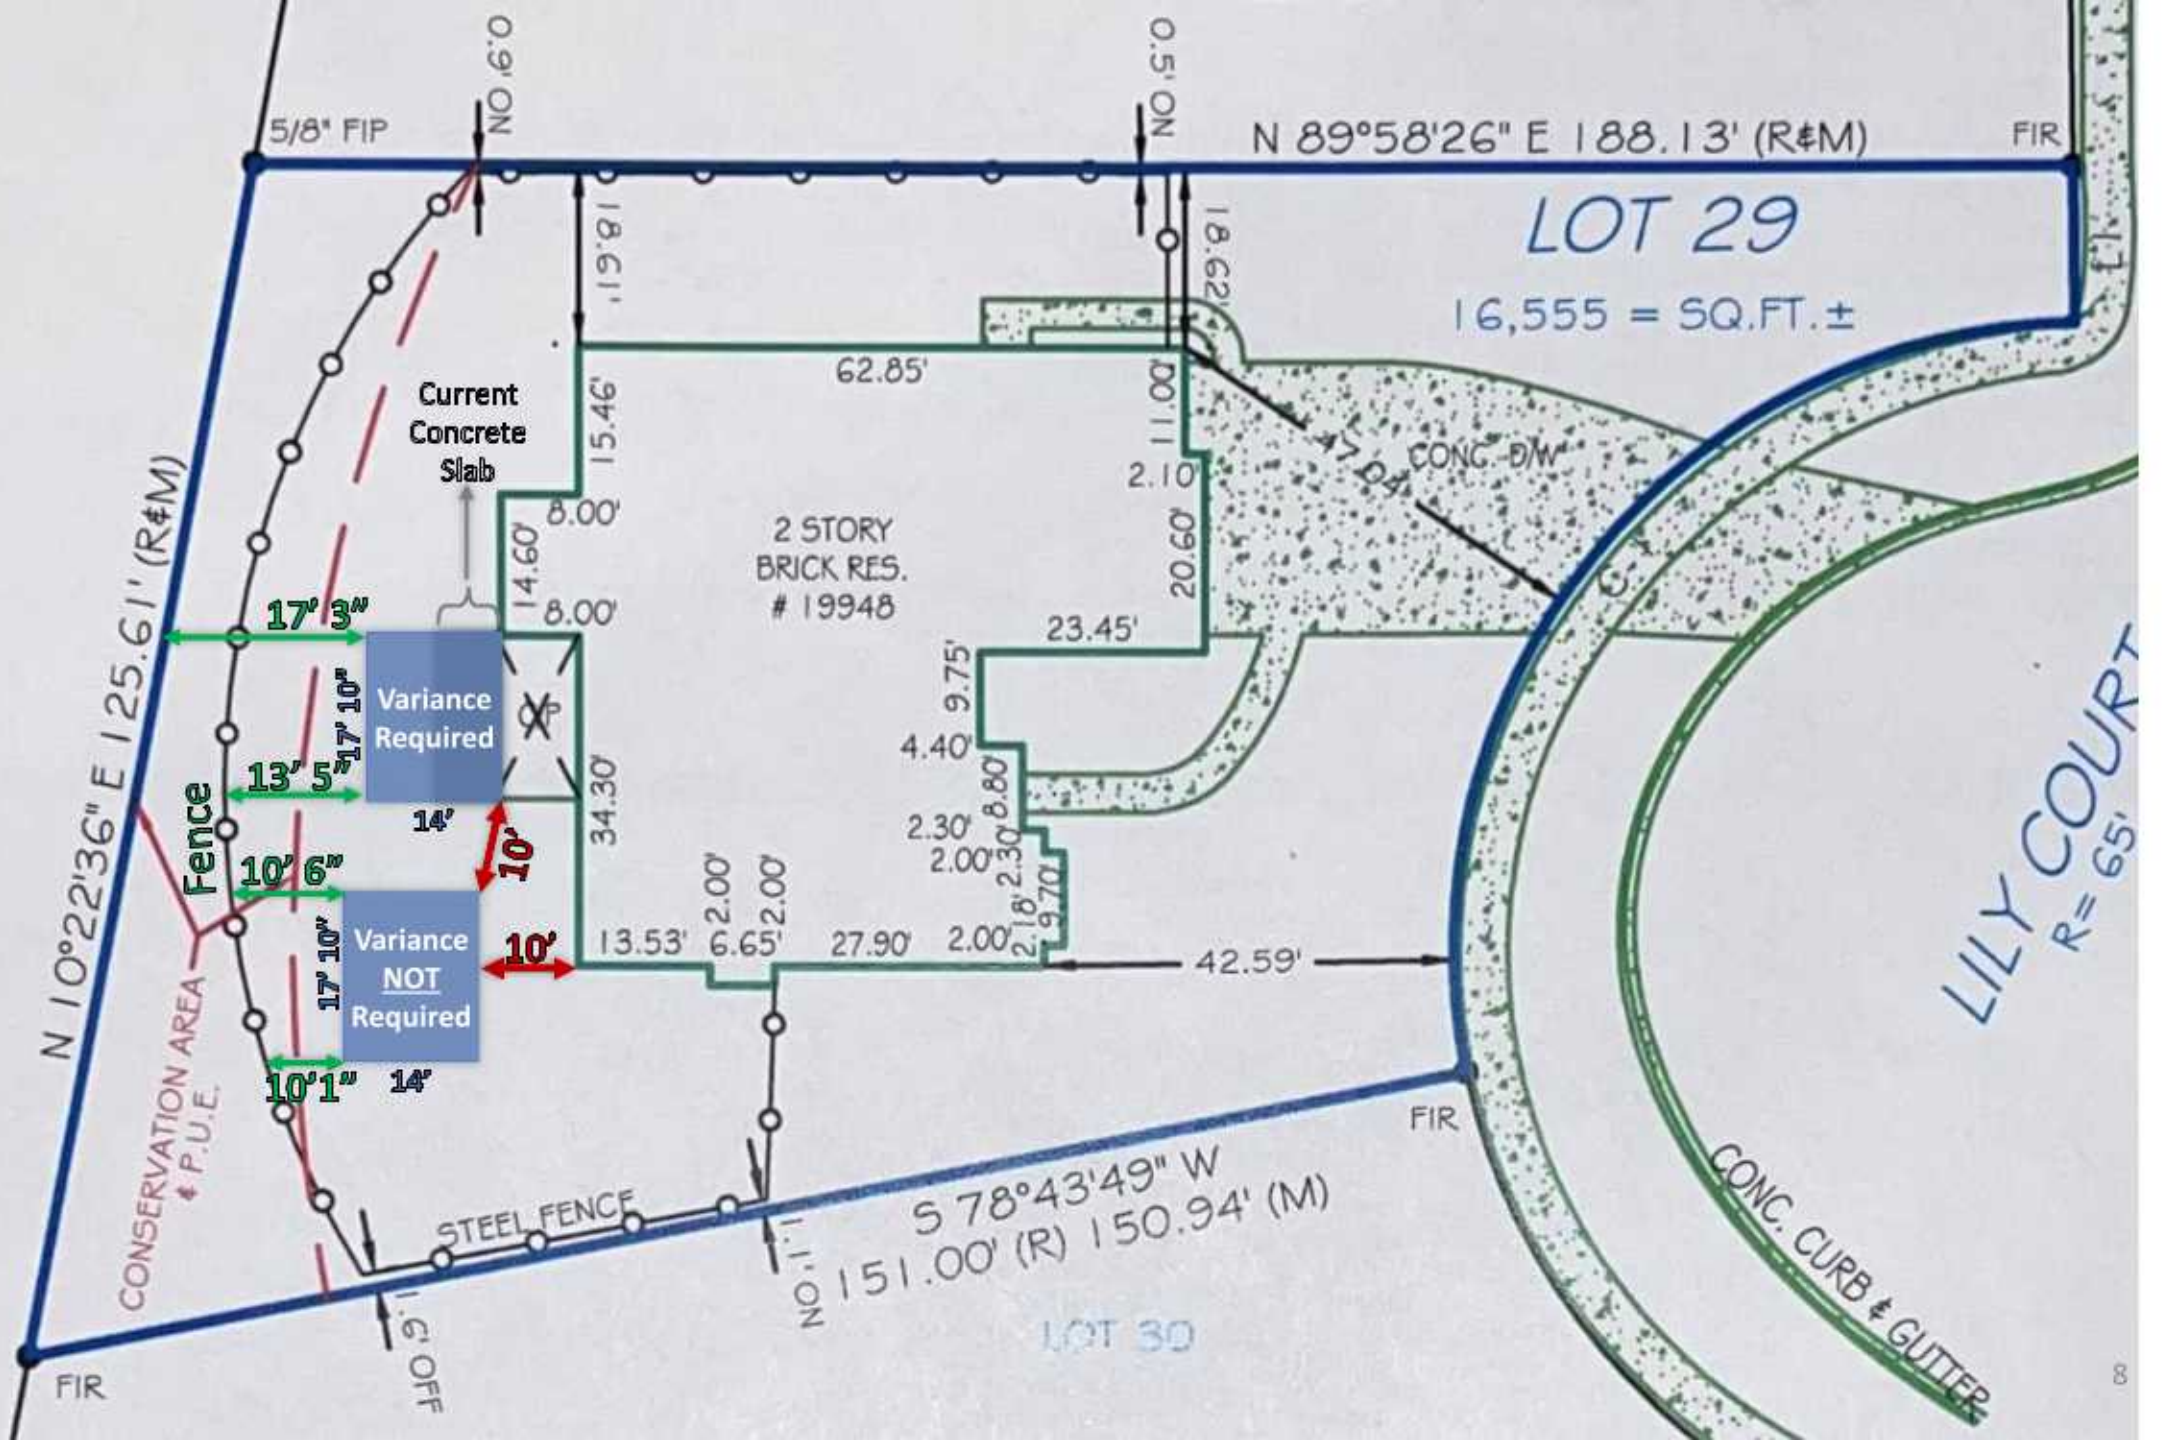 0.9' ON
0.5' ON
5/8" FIP
N 89°58'26" E 188.13' (R&M)
FIR
LOT 29
16,555 = SQ.FT.±
19.81'
18.62'
62.85'
Current
Concrete
Slab
15.46'
11.00'
2.10'
47.04'
CONC. D/W
8.00'
14.60'
8.00'
2 STORY
BRICK RES.
# 19948
20.60'
23.45'
N 10°22'36" E 125.61' (R&M)
17' 3"
Variance
Required
17' 10"
9.75'
4.40'
13' 5"
14'
34.30'
8.80'
Fence
10'
2.30'
2.00'
2.30'
10' 6"
9.70'
2.18'
2.00'
2.00'
Variance
NOT
Required
17' 10"
10'
13.53'
6.65'
27.90'
2.00'
42.59'
10'1"
14'
CONSERVATION AREA
& P.U.E.
LILY COURT
R= 65'
FIR
STEEL FENCE
S 78°43'49" W
151.00' (R) 150.94' (M)
1.1' ON
1.6' OFF
LOT 30
CONC. CURB & GUTTER
FIR
8